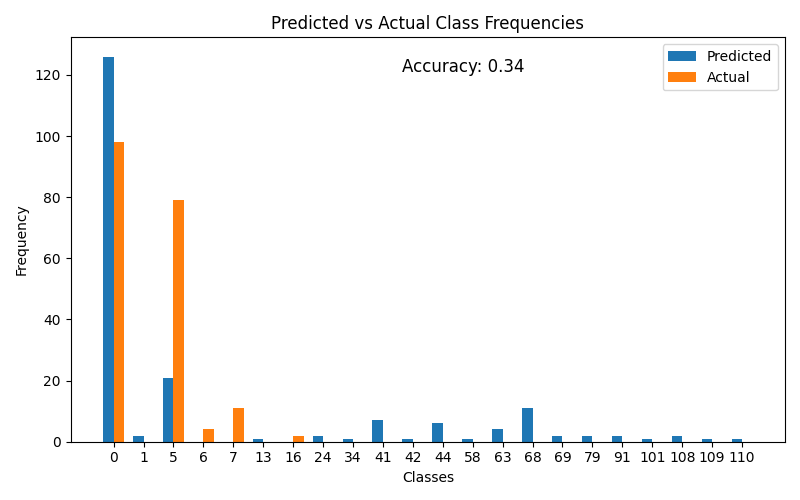 Predicted vs Actual Class Frequencies
Accuracy: 0.34
Predicted
Actual
Frequency
120
100
80
60
40
20
0
0 1 5 6 7 13 16 24 34 41 42 44 58 63 68 69 79 91 101 108 109 110
Classes